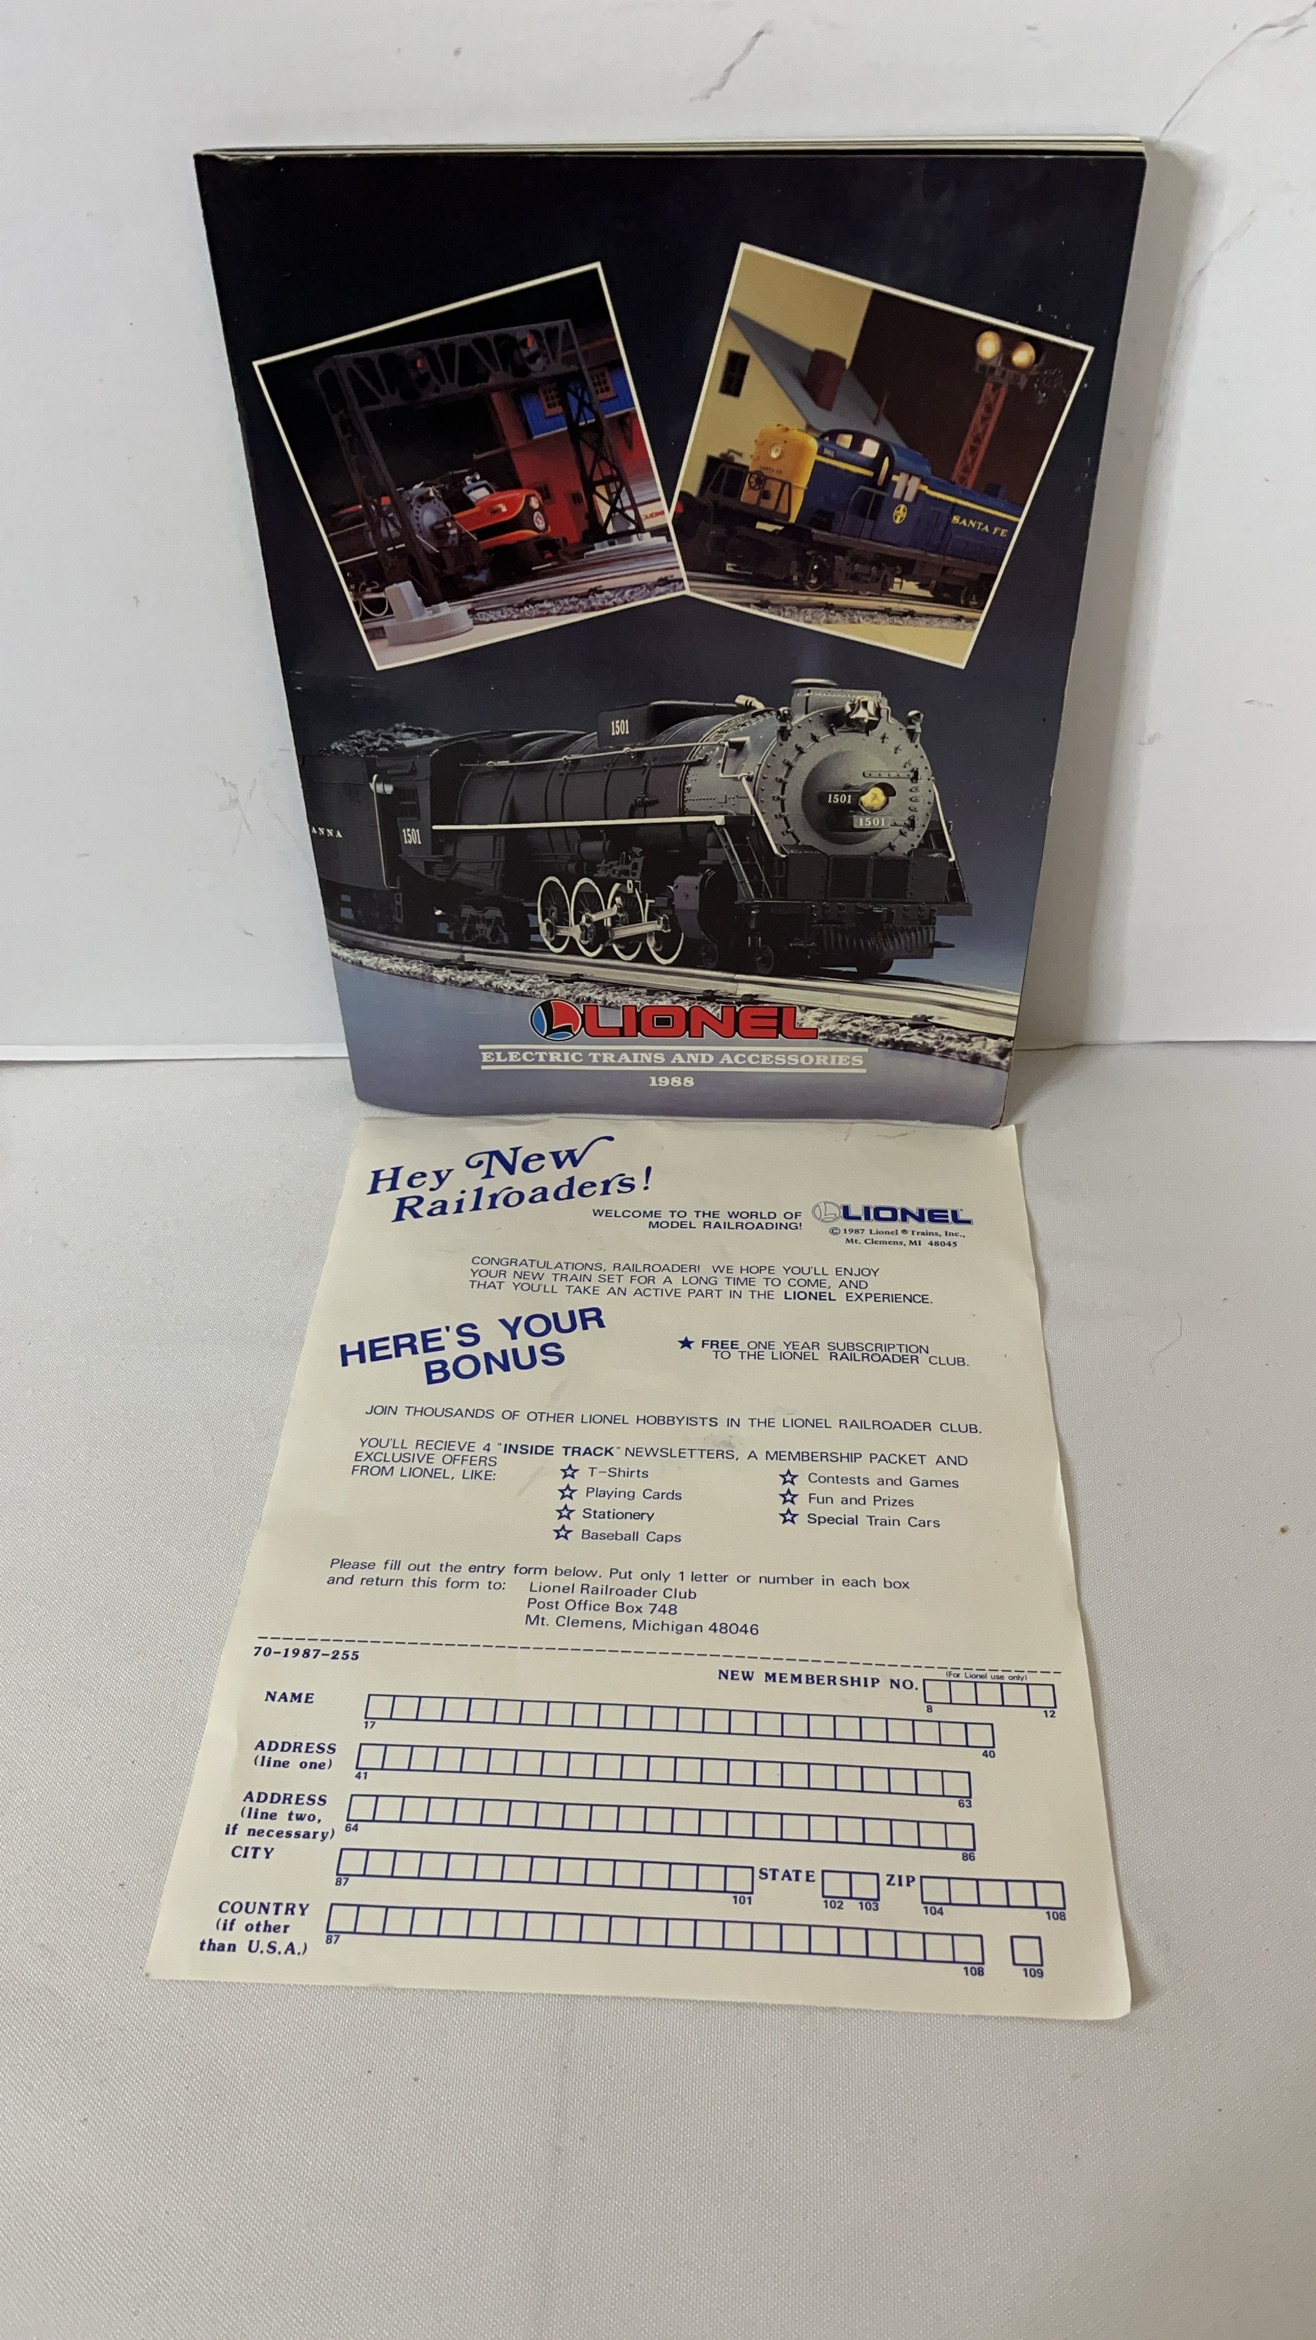 SANTA FE
SANTA FE
1501
1501
1501
1501
ANNA
LIONEL
ELECTRIC TRAINS AND ACCESSORIES
1988
Hey New
Railroaders!
WELCOME TO THE WORLD OF
MODEL RAILROADING!
LIONEL
© 1987 Lionel ® Trains, Inc.,
Mt. Clemens, MI 48045
CONGRATULATIONS, RAILROADER! WE HOPE YOU'LL ENJOY
YOUR NEW TRAIN SET FOR A LONG TIME TO COME, AND
THAT YOU'LL TAKE AN ACTIVE PART IN THE LIONEL EXPERIENCE.
HERE'S YOUR
BONUS
★ FREE ONE YEAR SUBSCRIPTION
TO THE LIONEL RAILROADER CLUB.
JOIN THOUSANDS OF OTHER LIONEL HOBBYISTS IN THE LIONEL RAILROADER CLUB.
YOU'LL RECIEVE 4 "INSIDE TRACK" NEWSLETTERS, A MEMBERSHIP PACKET AND
EXCLUSIVE OFFERS
FROM LIONEL, LIKE:
☆ T-Shirts
☆ Playing Cards
☆ Stationery
☆ Baseball Caps
☆ Contests and Games
☆ Fun and Prizes
☆ Special Train Cars
Please fill out the entry form below. Put only 1 letter or number in each box
and return this form to: Lionel Railroader Club
Post Office Box 748
Mt. Clemens, Michigan 48046
70-1987-255
NEW MEMBERSHIP NO.
(For Lionel use only)
8 12
NAME
17 40
ADDRESS
(line one)
41 63
ADDRESS
(line two,
if necessary)
64 86
CITY
87 101
STATE
102 103
ZIP
104 108
COUNTRY
(if other
than U.S.A.)
87 108
109